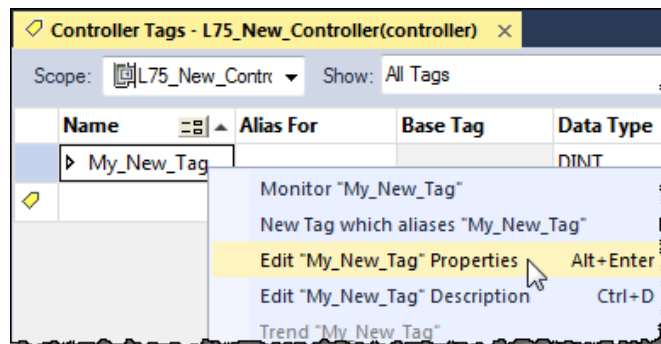 Controller Tags - L75_New_Controller(controller) ×
Scope: L75_New_Contr Show: All Tags
Name Alias For Base Tag Data Type
My_New_Tag DINT
Monitor "My_New_Tag"
New Tag which aliases "My_New_Tag"
Edit "My_New_Tag" Properties Alt+Enter
Edit "My_New_Tag" Description Ctrl+D
Trend "My_New_Tag"